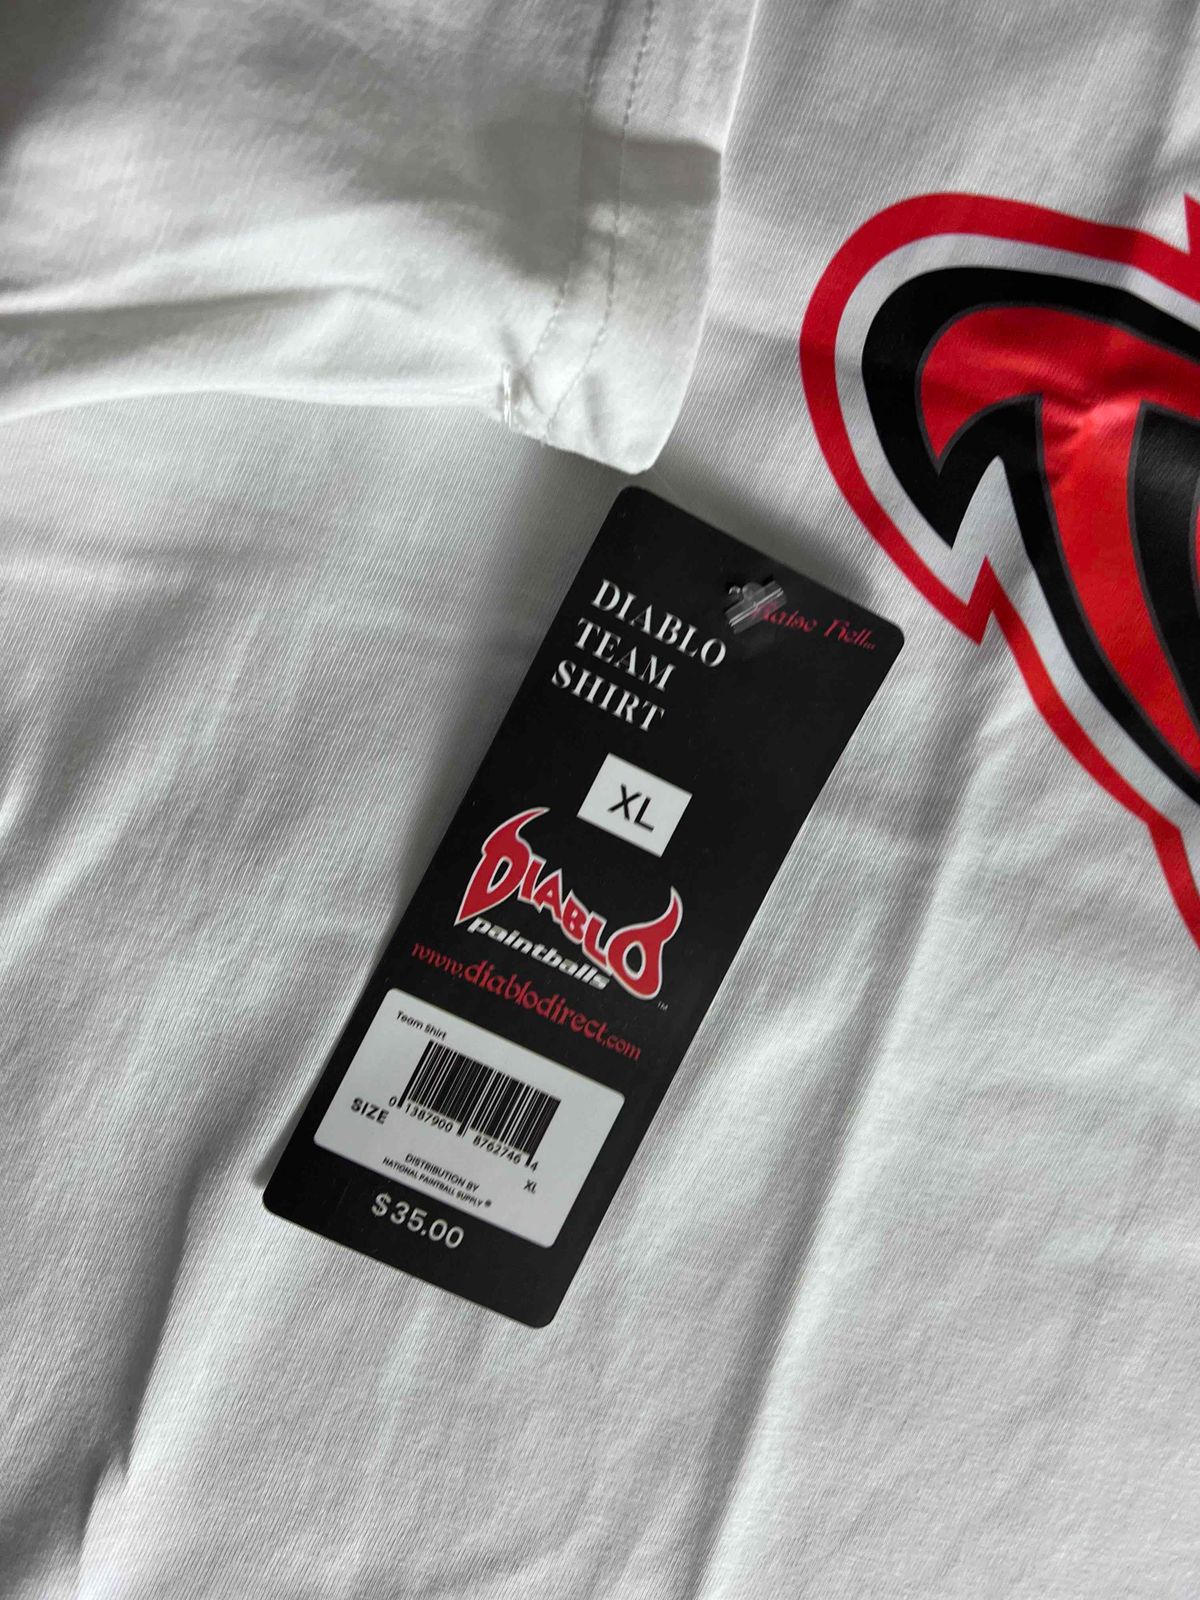 Raise Hell...
DIABLO
TEAM
SHIRT
XL
DIABLO
paintballs
TM
www.diablodirect.com
Team Shirt
SIZE
0 1387900 8762746 4
DISTRIBUTION BY
NATIONAL PAINTBALL SUPPLY®
XL
$35.00